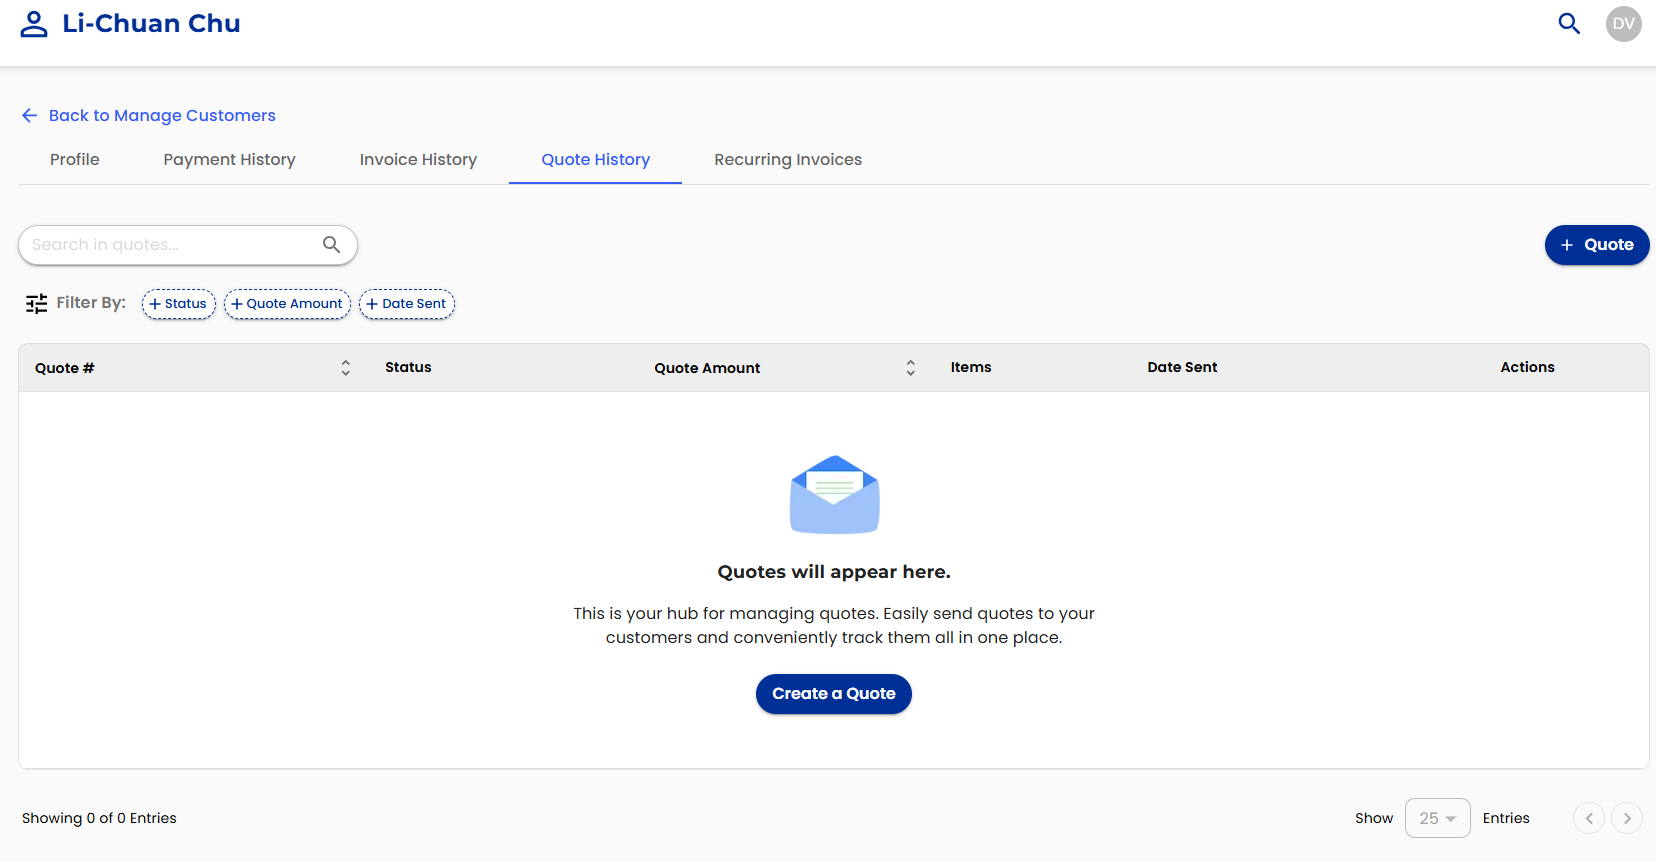 Li-Chuan Chu
DV
Back to Manage Customers
Profile
Payment History
Invoice History
Quote History
Recurring Invoices
Search in quotes...
+ Quote
Filter By:
+ Status
+ Quote Amount
+ Date Sent
Quote #
Status
Quote Amount
Items
Date Sent
Actions
Quotes will appear here.
This is your hub for managing quotes. Easily send quotes to your
customers and conveniently track them all in one place.
Create a Quote
Showing 0 of 0 Entries
Show
25
Entries